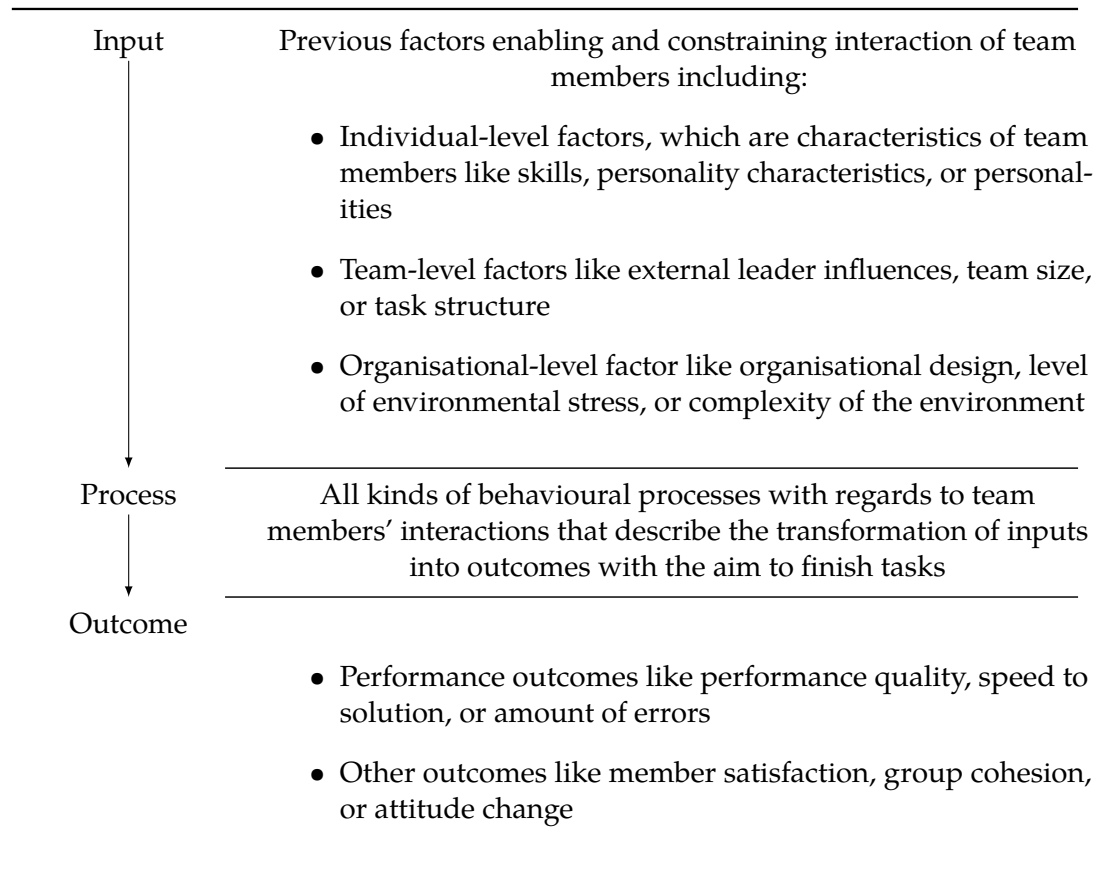 Input
Previous factors enabling and constraining interaction of team
members including:
• Individual-level factors, which are characteristics of team
members like skills, personality characteristics, or personal-
ities
• Team-level factors like external leader influences, team size,
or task structure
• Organisational-level factor like organisational design, level
of environmental stress, or complexity of the environment
Process
All kinds of behavioural processes with regards to team
members' interactions that describe the transformation of inputs
into outcomes with the aim to finish tasks
Outcome
• Performance outcomes like performance quality, speed to
solution, or amount of errors
• Other outcomes like member satisfaction, group cohesion,
or attitude change